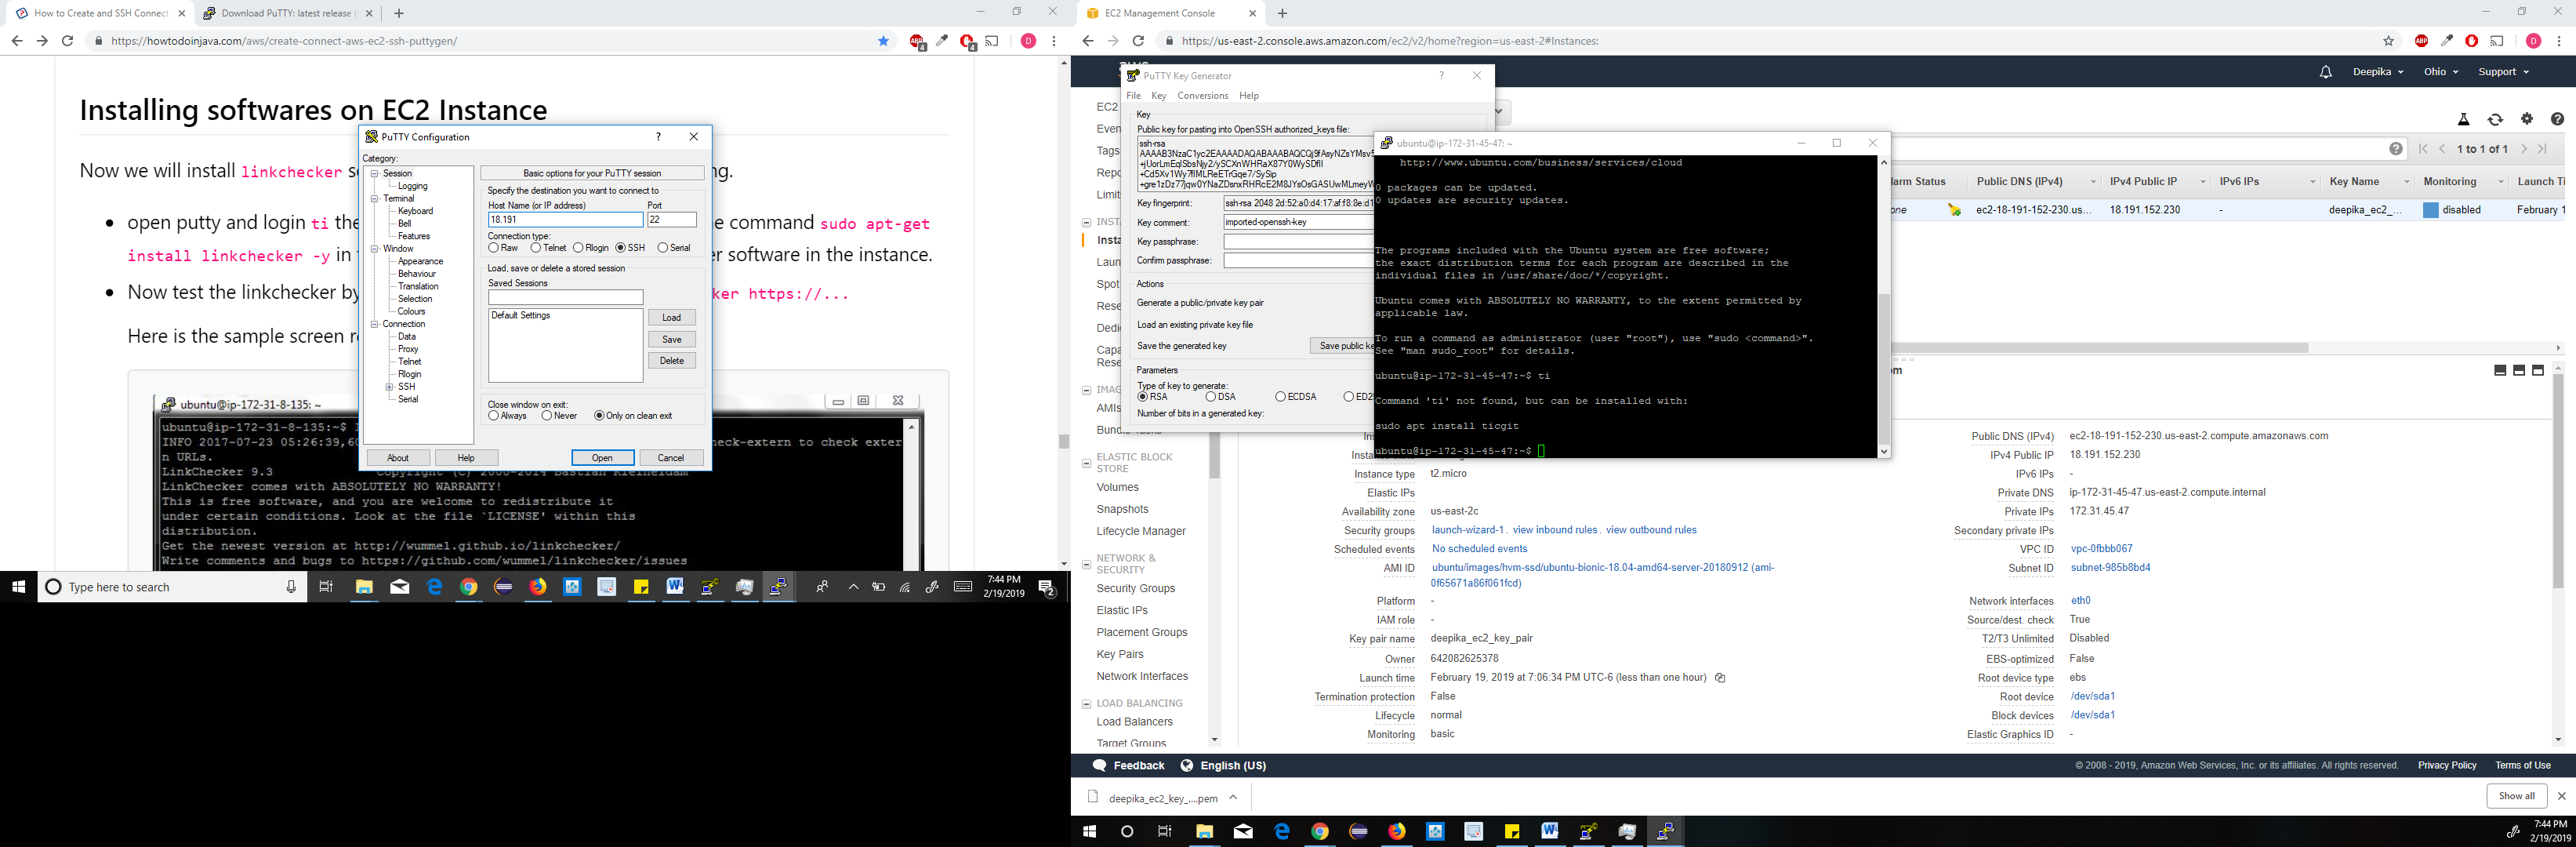 How to Create and SSH Connect
Download PuTTY: latest release (
https://howtodoinjava.com/aws/create-connect-aws-ec2-ssh-puttygen/
Installing softwares on EC2 Instance
Now we will install linkchecker s
g.
open putty and login ti the
e command sudo apt-get
install linkchecker -y in
er software in the instance.
Now test the linkchecker by
ker https://...
Here is the sample screen r
ubuntu@ip-172-31-8-135: ~
ubuntu@ip-172-31-8-135:~$
INFO 2017-07-23 05:26:39,6
heck-extern to check exter
n URLs.
LinkChecker 9.3
LinkChecker comes with ABSOLUTELY NO WARRANTY!
This is free software, and you are welcome to redistribute it
under certain conditions. Look at the file `LICENSE' within this
distribution.
Get the newest version at http://wummel.github.io/linkchecker/
Write comments and bugs to https://github.com/wummel/linkchecker/issues
PuTTY Configuration
?
Category:
Session
Logging
Terminal
Keyboard
Bell
Features
Window
Appearance
Behaviour
Translation
Selection
Colours
Connection
Data
Proxy
Telnet
Rlogin
SSH
Serial
Basic options for your PuTTY session
Specify the destination you want to connect to
Host Name (or IP address) Port
18.191 22
Connection type:
Raw Telnet Rlogin SSH Serial
Load, save or delete a stored session
Saved Sessions
Default Settings
Load
Save
Delete
Close window on exit:
Always Never Only on clean exit
About Help Open Cancel
Type here to search
7:44 PM
2/19/2019
EC2 Management Console
https://us-east-2.console.aws.amazon.com/ec2/v2/home?region=us-east-2#Instances:
Deepika Ohio Support
PuTTY Key Generator
?
File Key Conversions Help
Key
Public key for pasting into OpenSSH authorized_keys file:
ssh-rsa
Key fingerprint:
Key comment: imported-openssh-key
Key passphrase:
Confirm passphrase:
Actions
Generate a public/private key pair
Load an existing private key file
Save the generated key Save public k
Parameters
Type of key to generate:
RSA DSA ECDSA ED2
Number of bits in a generated key:
ubuntu@ip-172-31-45-47: ~
http://www.ubuntu.com/business/services/cloud
0 packages can be updated.
0 updates are security updates.
The programs included with the Ubuntu system are free software;
the exact distribution terms for each program are described in the
individual files in /usr/share/doc/*/copyright.
Ubuntu comes with ABSOLUTELY NO WARRANTY, to the extent permitted by
applicable law.
To run a command as administrator (user "root"), use "sudo <command>".
See "man sudo_root" for details.
ubuntu@ip-172-31-45-47:~$ ti
Command 'ti' not found, but can be installed with:
sudo apt install ticgit
ubuntu@ip-172-31-45-47:~$
1 to 1 of 1
larm Status Public DNS (IPv4) IPv4 Public IP IPv6 IPs Key Name Monitoring Launch Ti
one ec2-18-191-152-230.us... 18.191.152.230 - deepika_ec2_... disabled February 1
EC2
Even
Tags
Repo
Limit
INST
Insta
Laun
Spot
Rese
Dedi
Capa
Rese
IMAG
AMIs
Bundle Tasks
ELASTIC BLOCK
STORE
Volumes
Snapshots
Lifecycle Manager
NETWORK &
SECURITY
Security Groups
Elastic IPs
Placement Groups
Key Pairs
Network Interfaces
LOAD BALANCING
Load Balancers
Target Groups
Instance type t2.micro
Elastic IPs
Availability zone us-east-2c
Security groups launch-wizard-1. view inbound rules. view outbound rules
Scheduled events No scheduled events
AMI ID ubuntu/images/hvm-ssd/ubuntu-bionic-18.04-amd64-server-20180912 (ami-
0f65671a86f061fcd)
Platform -
IAM role -
Key pair name deepika_ec2_key_pair
Owner 642082625378
Launch time February 19, 2019 at 7:06:34 PM UTC-6 (less than one hour)
Termination protection False
Lifecycle normal
Monitoring basic
om
Public DNS (IPv4) ec2-18-191-152-230.us-east-2.compute.amazonaws.com
IPv4 Public IP 18.191.152.230
IPv6 IPs -
Private DNS ip-172-31-45-47.us-east-2.compute.internal
Private IPs 172.31.45.47
Secondary private IPs
VPC ID vpc-0fbbb067
Subnet ID subnet-985b8bd4
Network interfaces eth0
Source/dest. check True
T2/T3 Unlimited Disabled
EBS-optimized False
Root device type ebs
Root device /dev/sda1
Block devices /dev/sda1
Elastic Graphics ID -
Feedback English (US)
© 2008 - 2019, Amazon Web Services, Inc. or its affiliates. All rights reserved. Privacy Policy Terms of Use
deepika_ec2_key_....pem
Show all
7:44 PM
2/19/2019